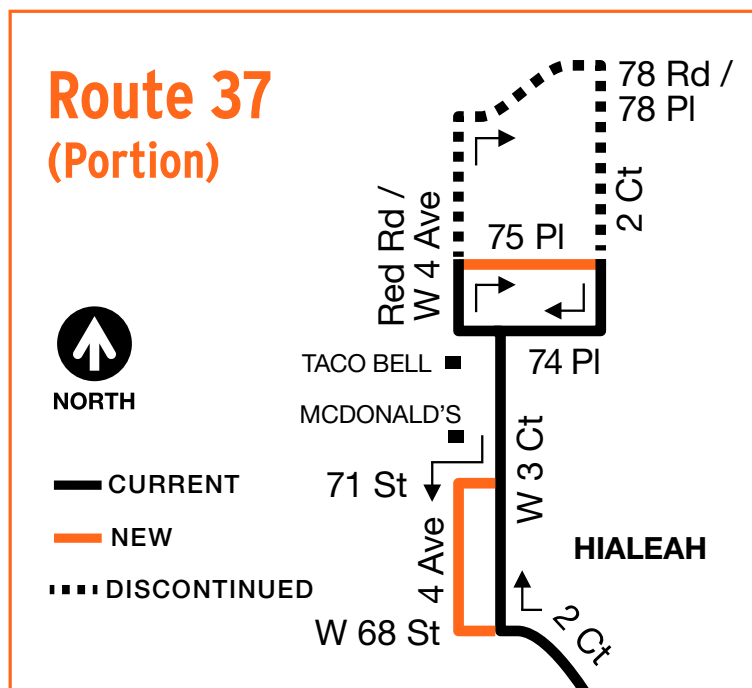 Route 37
(Portion)
78 Rd /
78 Pl
2 Ct
Red Rd /
W 4 Ave
75 Pl
NORTH
TACO BELL
74 Pl
MCDONALD'S
W 3 Ct
71 St
CURRENT
NEW
DISCONTINUED
4 Ave
HIALEAH
W 68 St
2 Ct